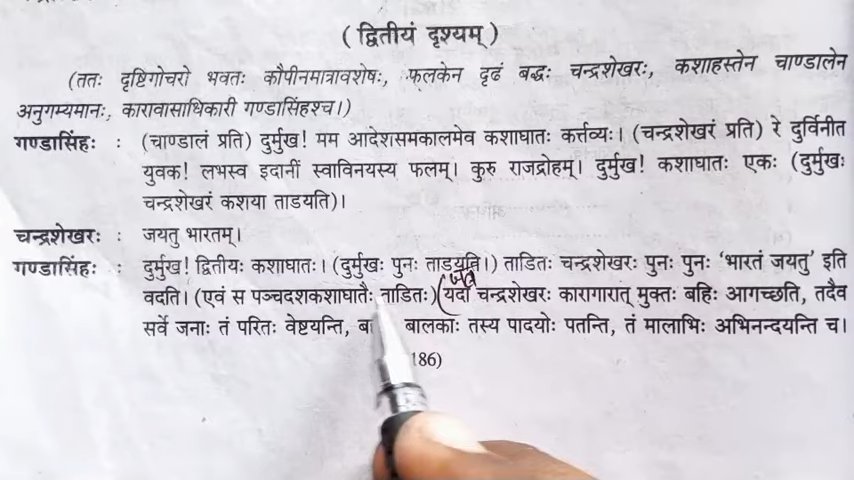 ( द्वितीयं दृश्यम् )
(ततः दृष्टिगोचरो भवतः कौपीनमात्रावशेषः, फलकेन दृढं बद्धः चन्द्रशेखरः, कशाहस्तेन चाण्डालेन
अनुगम्यमानः, कारावासाधिकारी गण्डासिंहश्च।)
गण्डासिंहः : (चाण्डालं प्रति) दुर्मुख! मम आदेशसमकालमेव कशाघातः कर्त्तव्यः। (चन्द्रशेखरं प्रति) रे दुर्विनीत
युवक! लभस्व इदानीं स्वाविनयस्य फलम्। कुरु राजद्रोहम्। दुर्मुख! कशाघातः एकः (दुर्मुखः
चन्द्रशेखरं कशया ताडयति)।
चन्द्रशेखरः : जयतु भारतम्।
गण्डासिंहः : दुर्मुख! द्वितीयः कशाघातः। (दुर्मुखः पुनः ताडयति।) ताडितः चन्द्रशेखरः पुनः पुनः ‘भारतं जयतु’ इति
वदति। (एवं स पञ्चदशकशाघातैः ताडितः) (यदा चन्द्रशेखरः कारागारात् मुक्तः बहिः आगच्छति, तदैव
सर्वे जनाः तं परितः वेष्टयन्ति, बालकाः तस्य पादयोः पतन्ति, तं मालाभिः अभिनन्दयन्ति च।
186)